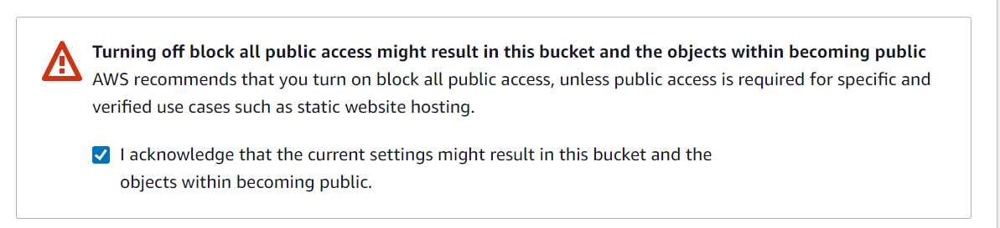 Turning off block all public access might result in this bucket and the objects within becoming public
AWS recommends that you turn on block all public access, unless public access is required for specific and
verified use cases such as static website hosting.
I acknowledge that the current settings might result in this bucket and the
objects within becoming public.